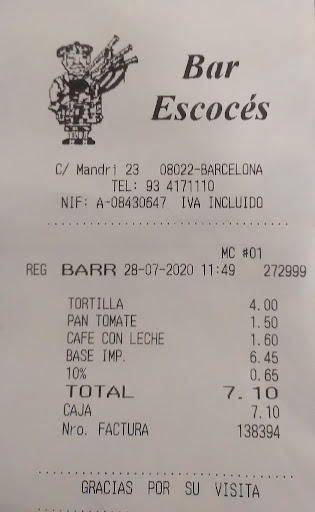 Bar
Escocés
C/ Mandri 23 08022-BARCELONA
TEL: 93 4171110
NIF: A-08430647 IVA INCLUIDO
MC #01
REG BARR 28-07-2020 11:49 272999
TORTILLA 4.00
PAN TOMATE 1.50
CAFE CON LECHE 1.60
BASE IMP. 6.45
10% 0.65
TOTAL 7.10
CAJA 7.10
Nro. FACTURA 138394
GRACIAS POR SU VISITA